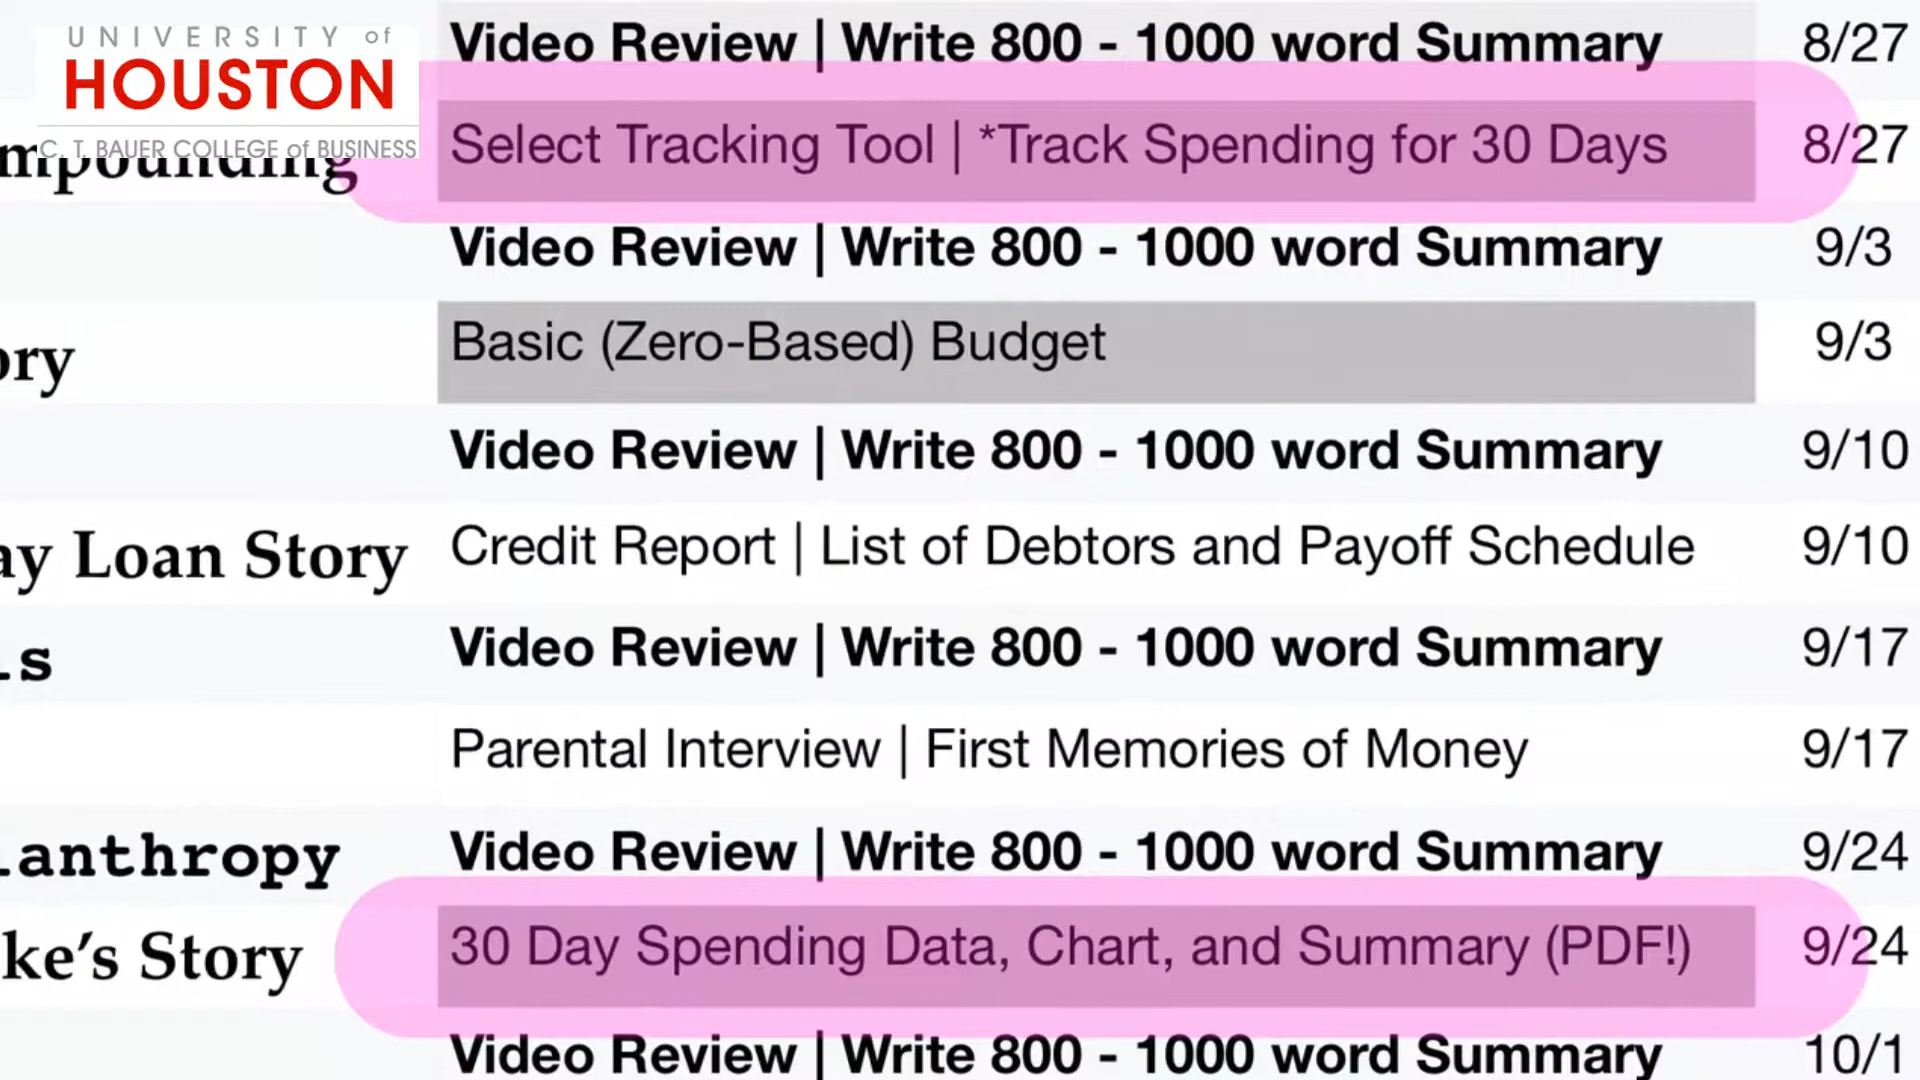 UNIVERSITY of
HOUSTON
C. T. BAUER COLLEGE of BUSINESS
Video Review | Write 800 - 1000 word Summary 8/27
mpounding Select Tracking Tool | *Track Spending for 30 Days 8/27
Video Review | Write 800 - 1000 word Summary 9/3
ory Basic (Zero-Based) Budget 9/3
Video Review | Write 800 - 1000 word Summary 9/10
ay Loan Story Credit Report | List of Debtors and Payoff Schedule 9/10
ls Video Review | Write 800 - 1000 word Summary 9/17
Parental Interview | First Memories of Money 9/17
lanthropy Video Review | Write 800 - 1000 word Summary 9/24
ke’s Story 30 Day Spending Data, Chart, and Summary (PDF!) 9/24
Video Review | Write 800 - 1000 word Summary 10/1